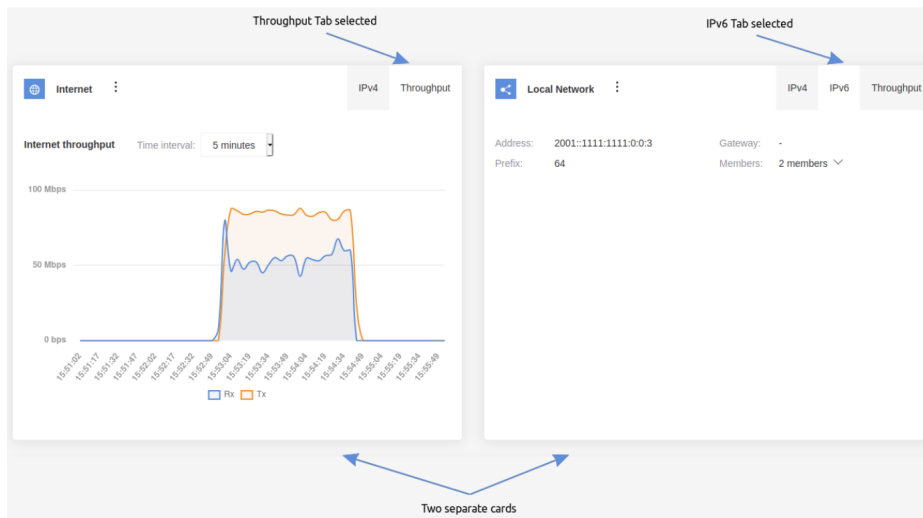 Throughput Tab selected
IPv6 Tab selected
Internet
IPv4
Throughput
Local Network
IPv4
IPv6
Throughput
Internet throughput
Time interval:
5 minutes
Address:
2001::1111:1111:0:0:3
Gateway:
-
Prefix:
64
Members:
2 members
100 Mbps
50 Mbps
0 bps
15:51:02
15:51:17
15:51:32
15:51:47
15:52:02
15:52:17
15:52:32
15:52:49
15:53:04
15:53:19
15:53:34
15:53:49
15:54:04
15:54:19
15:54:34
15:54:49
15:55:04
15:55:19
15:55:34
15:55:49
Rx
Tx
Two separate cards